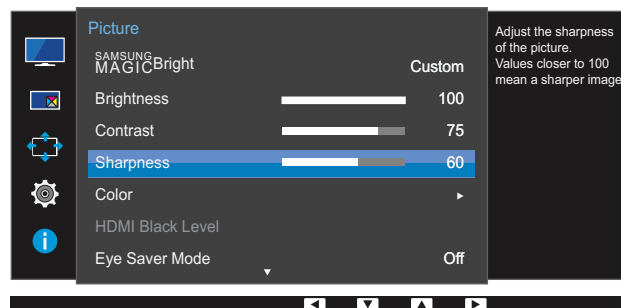 Picture
SAMSUNG
MAGICBright Custom
Brightness 100
Contrast 75
Sharpness 60
Color
HDMI Black Level
Eye Saver Mode Off
Adjust the sharpness
of the picture.
Values closer to 100
mean a sharper image